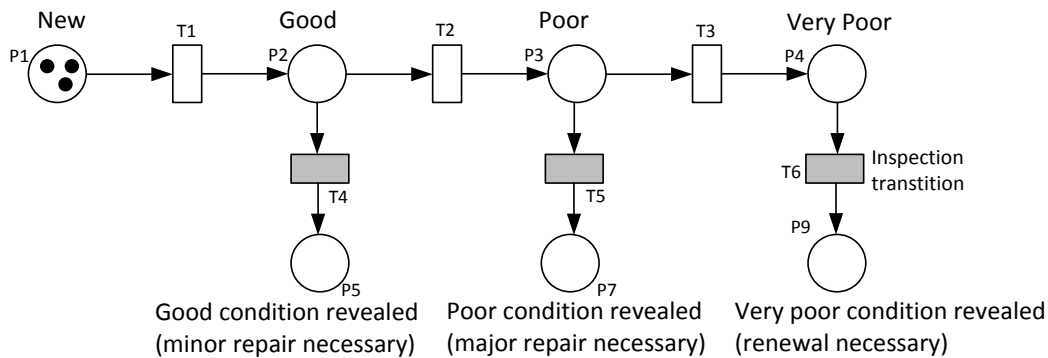 New
Good
Poor
Very Poor
P1
T1
P2
T2
P3
T3
P4
T4
T5
T6
Inspection
transtition
P5
P7
P9
Good condition revealed
(minor repair necessary)
Poor condition revealed
(major repair necessary)
Very poor condition revealed
(renewal necessary)